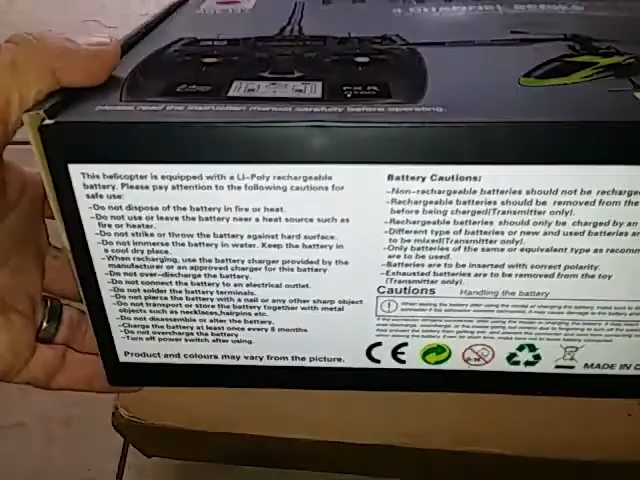 please read the instruction manual carefully before operating.
This helicopter is equipped with a Li-Poly rechargeable
battery. Please pay attention to the following cautions for
safe use:
-Do not dispose of the battery in fire or heat.
-Do not use or leave the battery near a heat source such as
fire or heater.
-Do not strike or throw the battery against hard surface.
-Do not immerse the battery in water. Keep the battery in
a cool dry place.
-When recharging, use the battery charger provided by the
manufacturer or an approved charger for this battery
-Do not over-discharge the battery.
-Do not connect the battery to an electrical outlet.
-Do not solder the battery terminals.
-Do not pierce the battery with a nail or any other sharp object
-Do not transport or store the battery together with metal
objects such as necklaces,hairpins etc.
-Do not disassemble or alter the battery.
-Charge the battery at least once every 6 months
-Do not overcharge the battery
-Turn off power switch after using.
Product and colours may vary from the picture.
Battery Cautions:
-Non-rechargeable batteries should not be
-Rechargeable batteries should be removed from the
before being charged(Transmitter only).
-Rechargeable batteries should only be charged by an
-Different type of batteries or new and used batteries
to be mixed(Transmitter only).
-Only batteries of the same or equivalent type as
are to be used.
-Batteries are to be inserted with correct polarity.
-Exhausted batteries are to be removed from the toy
(Transmitter only).
Cautions Handling the battery
CE
MADE IN